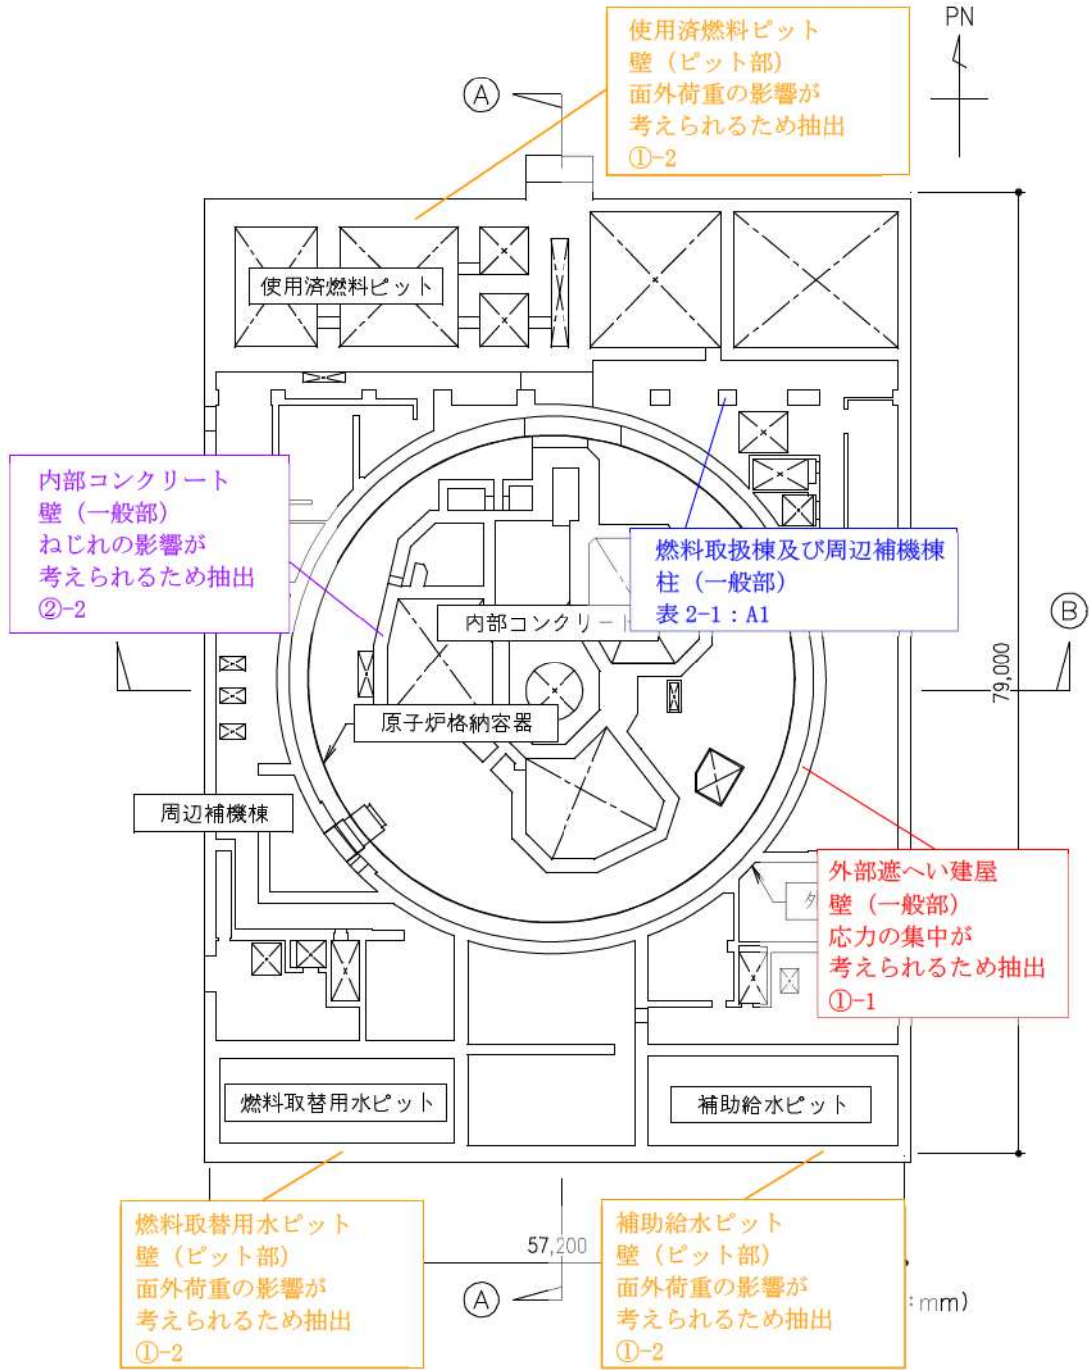 PN
使用済燃料ピット
壁（ピット部）
面外荷重の影響が
考えられるため抽出
①-2
A
使用済燃料ピット
内部コンクリート
壁（一般部）
ねじれの影響が
考えられるため抽出
②-2
燃料取扱棟及び周辺補機棟
柱（一般部）
表 2-1：A1
内部コンクリート
B
79,000
原子炉格納容器
周辺補機棟
外部遮へい建屋
壁（一般部）
応力の集中が
考えられるため抽出
①-1
外
燃料取替用水ピット
補助給水ピット
燃料取替用水ピット
壁（ピット部）
面外荷重の影響が
考えられるため抽出
①-2
57,200
A
補助給水ピット
壁（ピット部）
面外荷重の影響が
考えられるため抽出
①-2
:mm)